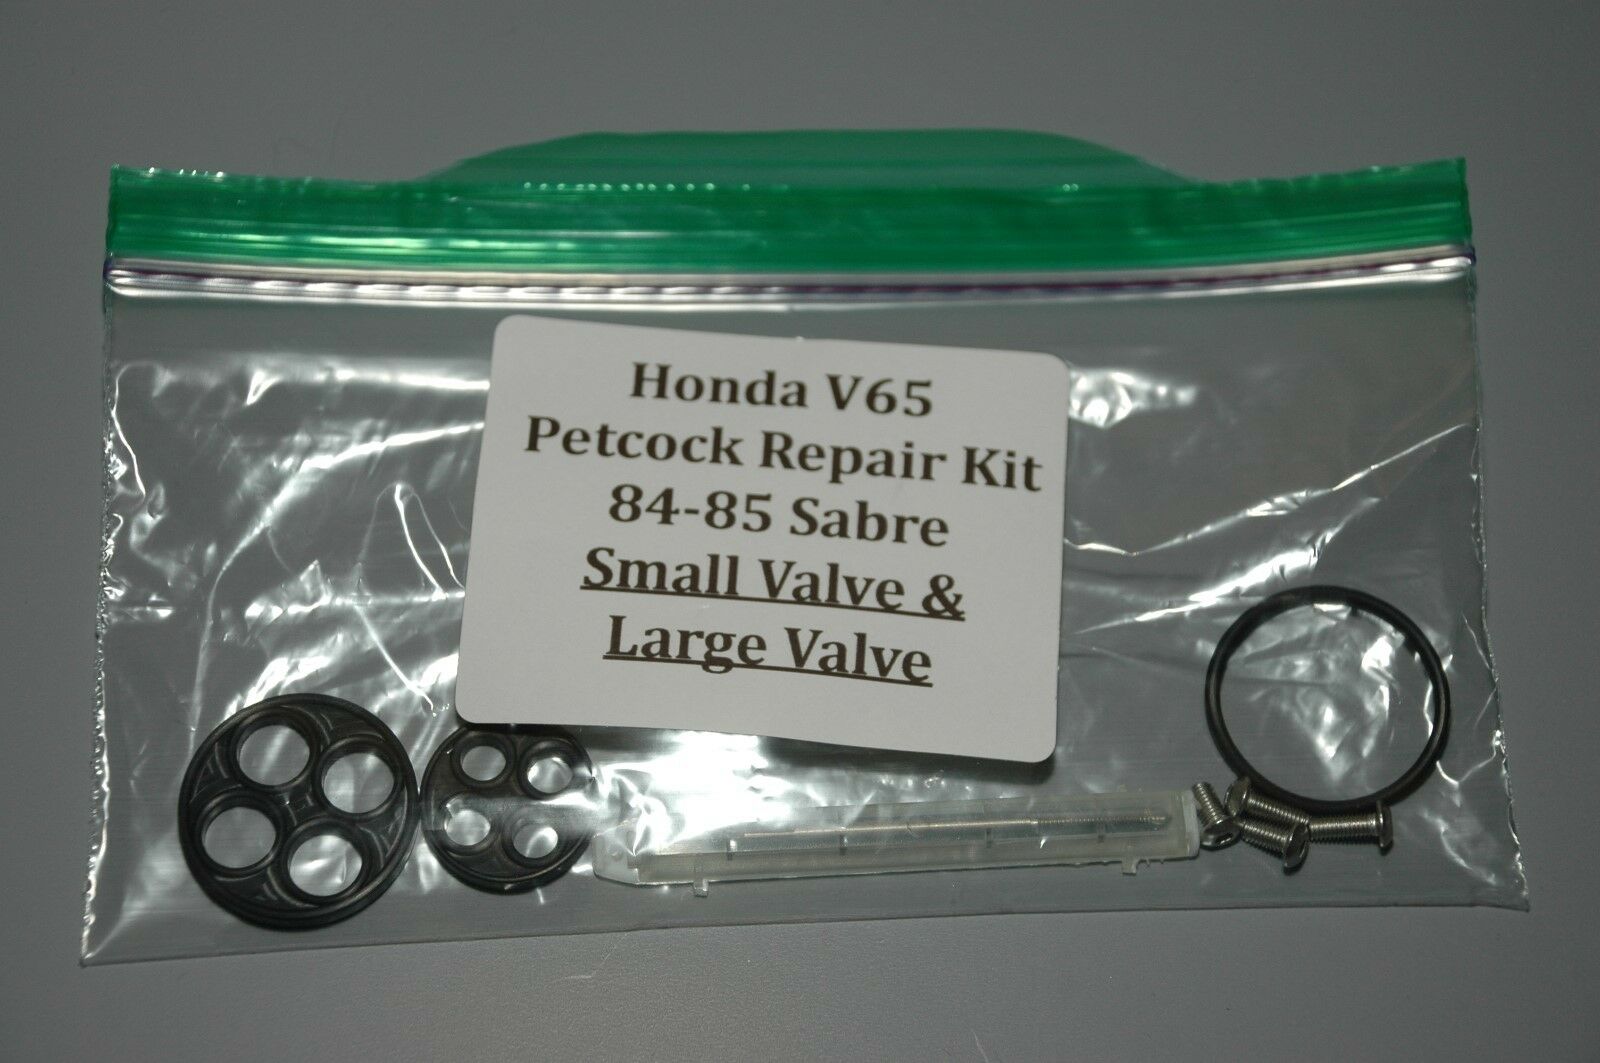 Honda V65
Petcock Repair Kit
84-85 Sabre
Small Valve &
Large Valve